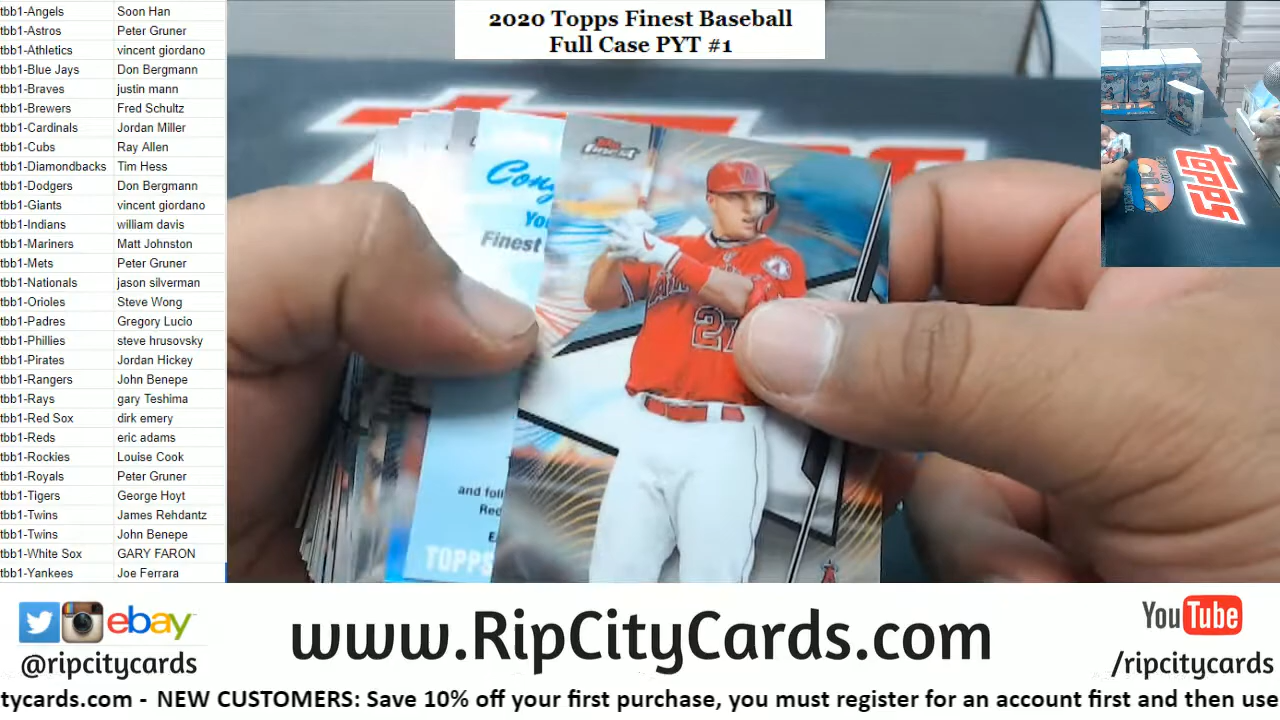 2020 Topps Finest Baseball
Full Case PYT #1
tbb1-Angels Soon Han
tbb1-Astros Peter Gruner
tbb1-Athletics vincent giordano
tbb1-Blue Jays Don Bergmann
tbb1-Braves justin mann
tbb1-Brewers Fred Schultz
tbb1-Cardinals Jordan Miller
tbb1-Cubs Ray Allen
tbb1-Diamondbacks Tim Hess
tbb1-Dodgers Don Bergmann
tbb1-Giants vincent giordano
tbb1-Indians william davis
tbb1-Mariners Matt Johnston
tbb1-Mets Peter Gruner
tbb1-Nationals jason silverman
tbb1-Orioles Steve Wong
tbb1-Padres Gregory Lucio
tbb1-Phillies steve hrusovsky
tbb1-Pirates Jordan Hickey
tbb1-Rangers John Benepe
tbb1-Rays gary Teshima
tbb1-Red Sox dirk emery
tbb1-Reds eric adams
tbb1-Rockies Louise Cook
tbb1-Royals Peter Gruner
tbb1-Tigers George Hoyt
tbb1-Twins James Rehdantz
tbb1-Twins John Benepe
tbb1-White Sox GARY FARON
tbb1-Yankees Joe Ferrara
Topps
Finest
Cong
Yo
Finest
27
and foll
Rec
E
TOPPS
topps
ebay
@ripcitycards
www.RipCityCards.com
YouTube
/ripcitycards
tycards.com - NEW CUSTOMERS: Save 10% off your first purchase, you must register for an account first and then use